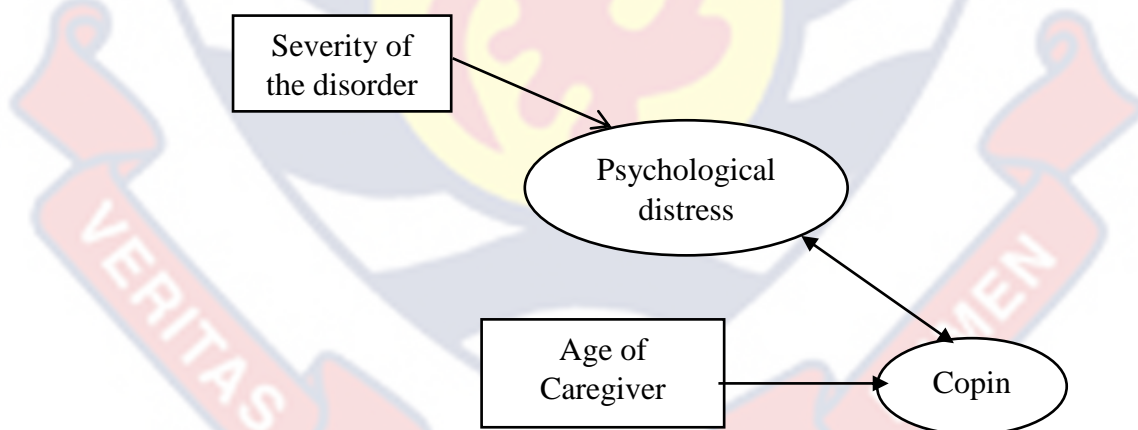 Severity of
the disorder
Psychological
distress
Age of
Caregiver
Copin
VERITAS
MEN